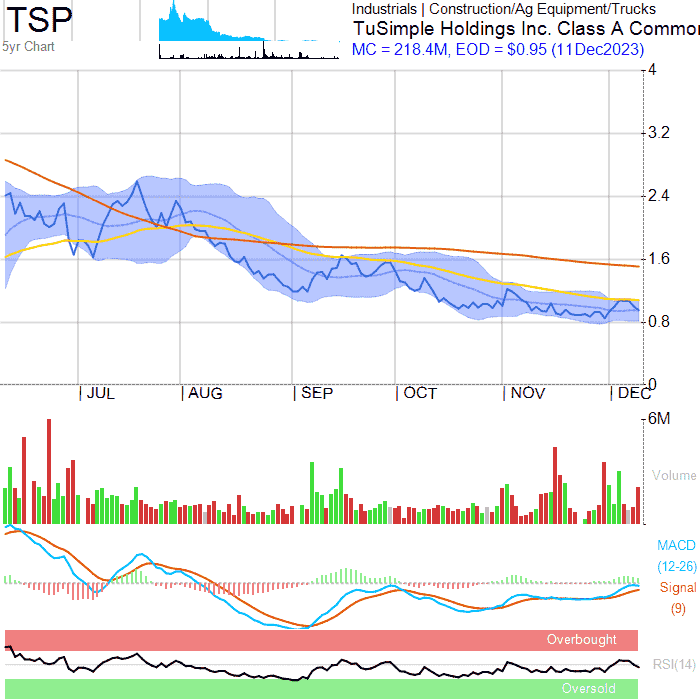 TSP
5yr Chart
Industrials | Construction/Ag Equipment/Trucks
TuSimple Holdings Inc. Class A Commo
MC = 218.4M, EOD = $0.95 (11Dec2023)
4
3.2
2.4
1.6
0.8
0
| JUL | AUG | SEP | OCT | NOV | DEC
6M
Volume
MACD
(12-26)
Signal
(9)
Overbought
RSI(14)
Oversold